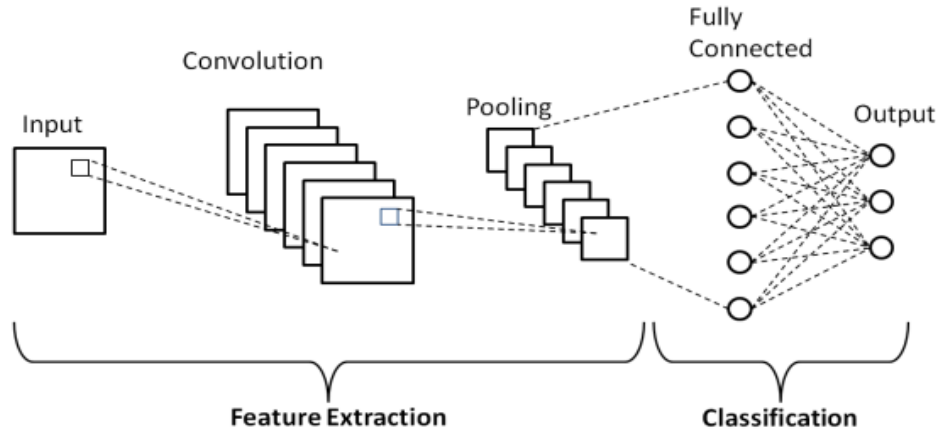 Input
Convolution
Pooling
Fully
Connected
Output
Feature Extraction
Classification